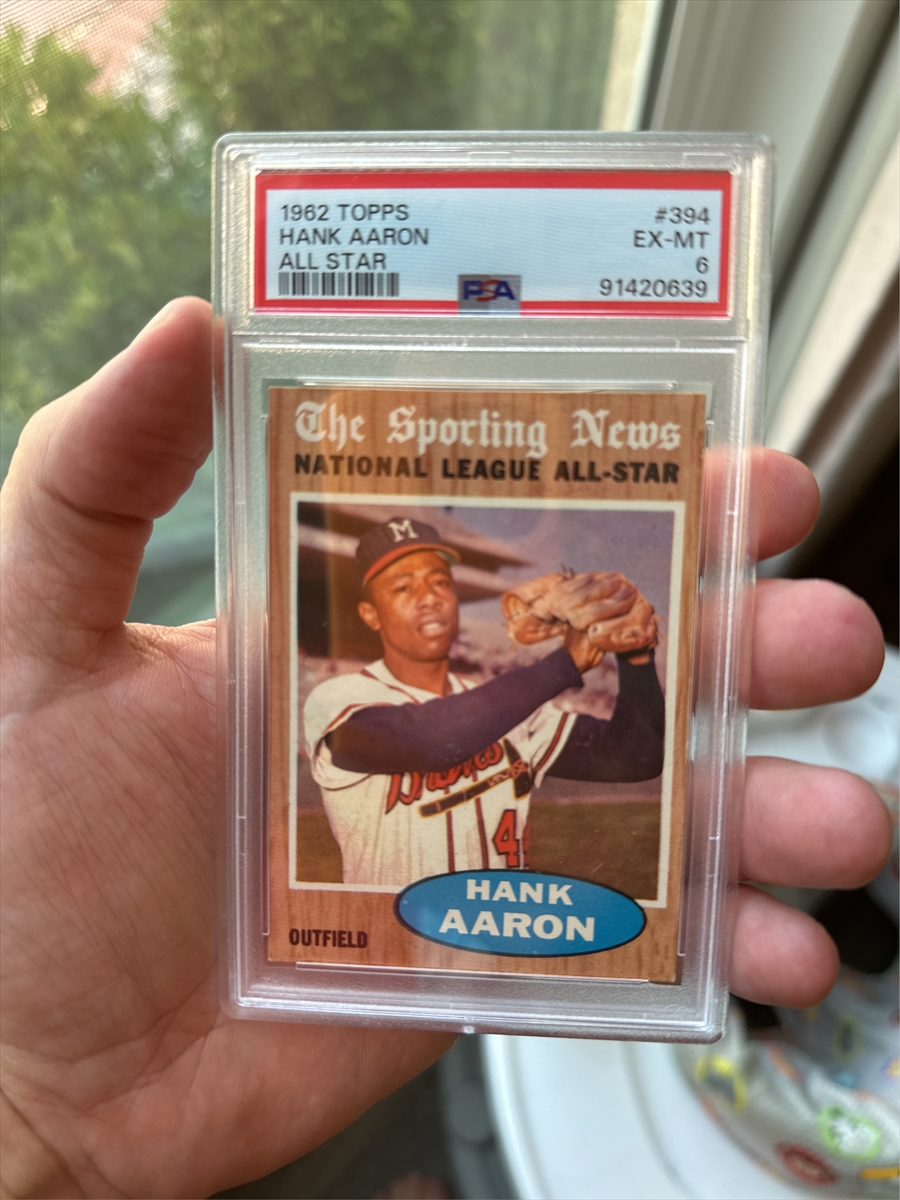 1962 TOPPS #394
HANK AARON EX-MT
ALL STAR 6
PSA 91420639
The Sporting News
NATIONAL LEAGUE ALL-STAR
M
Braves
4
HANK
AARON
OUTFIELD